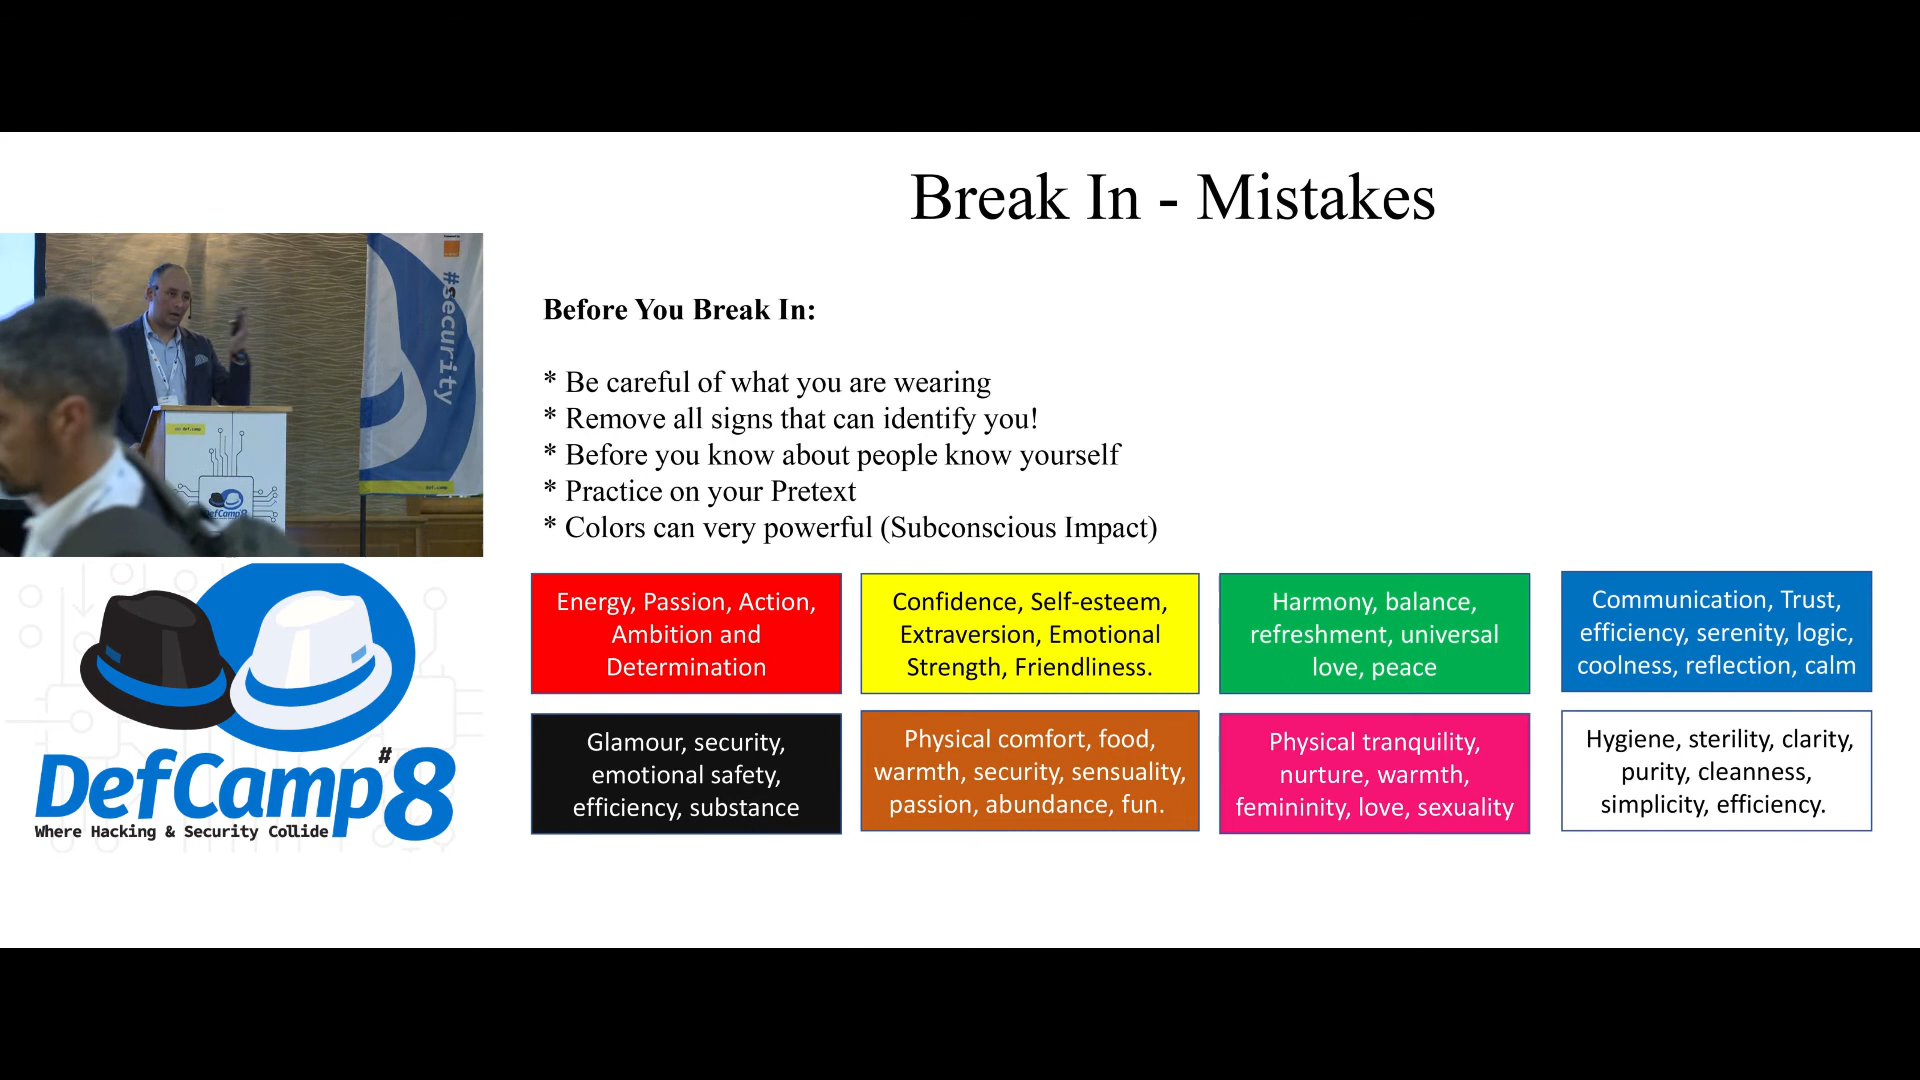 Break In - Mistakes
#security
def.camp
DefCamp
Before You Break In:
* Be careful of what you are wearing
* Remove all signs that can identify you!
* Before you know about people know yourself
* Practice on your Pretext
* Colors can very powerful (Subconscious Impact)
Energy, Passion, Action,
Ambition and
Determination
Confidence, Self-esteem,
Extraversion, Emotional
Strength, Friendliness.
Harmony, balance,
refreshment, universal
love, peace
Communication, Trust,
efficiency, serenity, logic,
coolness, reflection, calm
Glamour, security,
emotional safety,
efficiency, substance
Physical comfort, food,
warmth, security, sensuality,
passion, abundance, fun.
Physical tranquility,
nurture, warmth,
femininity, love, sexuality
Hygiene, sterility, clarity,
purity, cleanness,
simplicity, efficiency.
DefCamp #8
Where Hacking & Security Collide